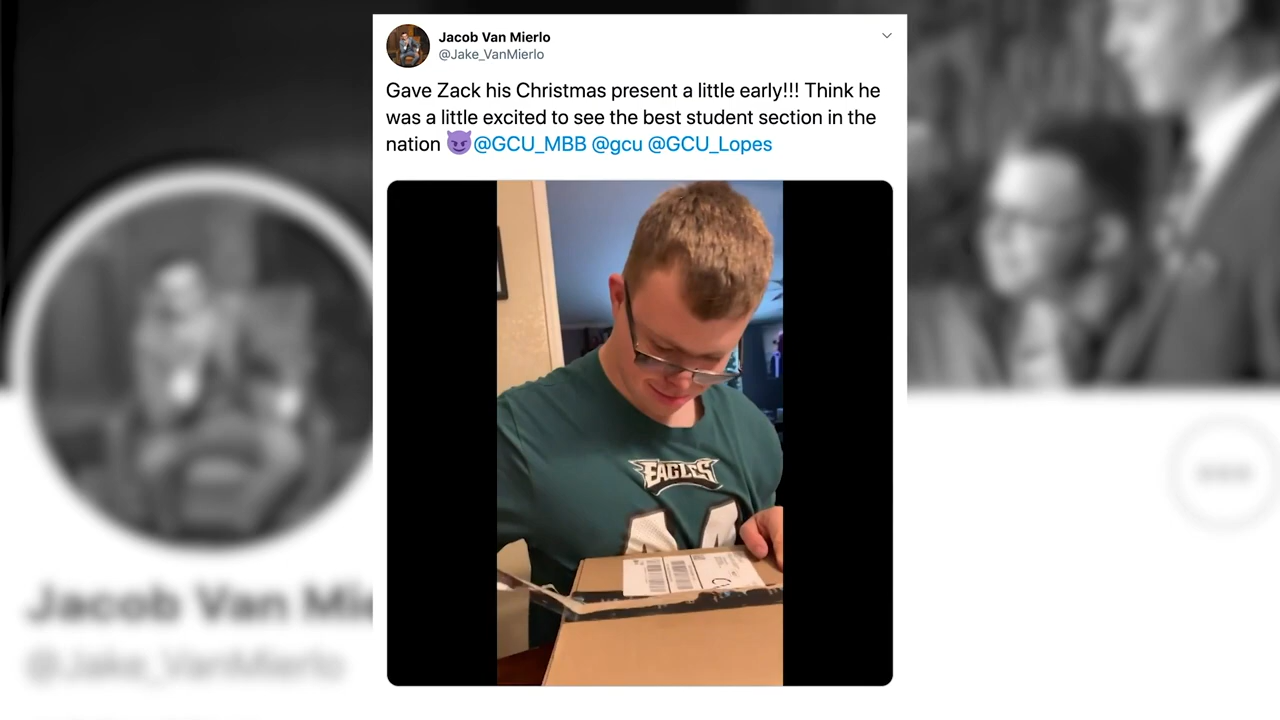 Jacob Van Mierlo
@Jake_VanMierlo
Gave Zack his Christmas present a little early!!! Think he
was a little excited to see the best student section in the
nation 😈@GCU_MBB @gcu @GCU_Lopes
EAGLES
Jacob Van Mie
@Jake_VanMierlo